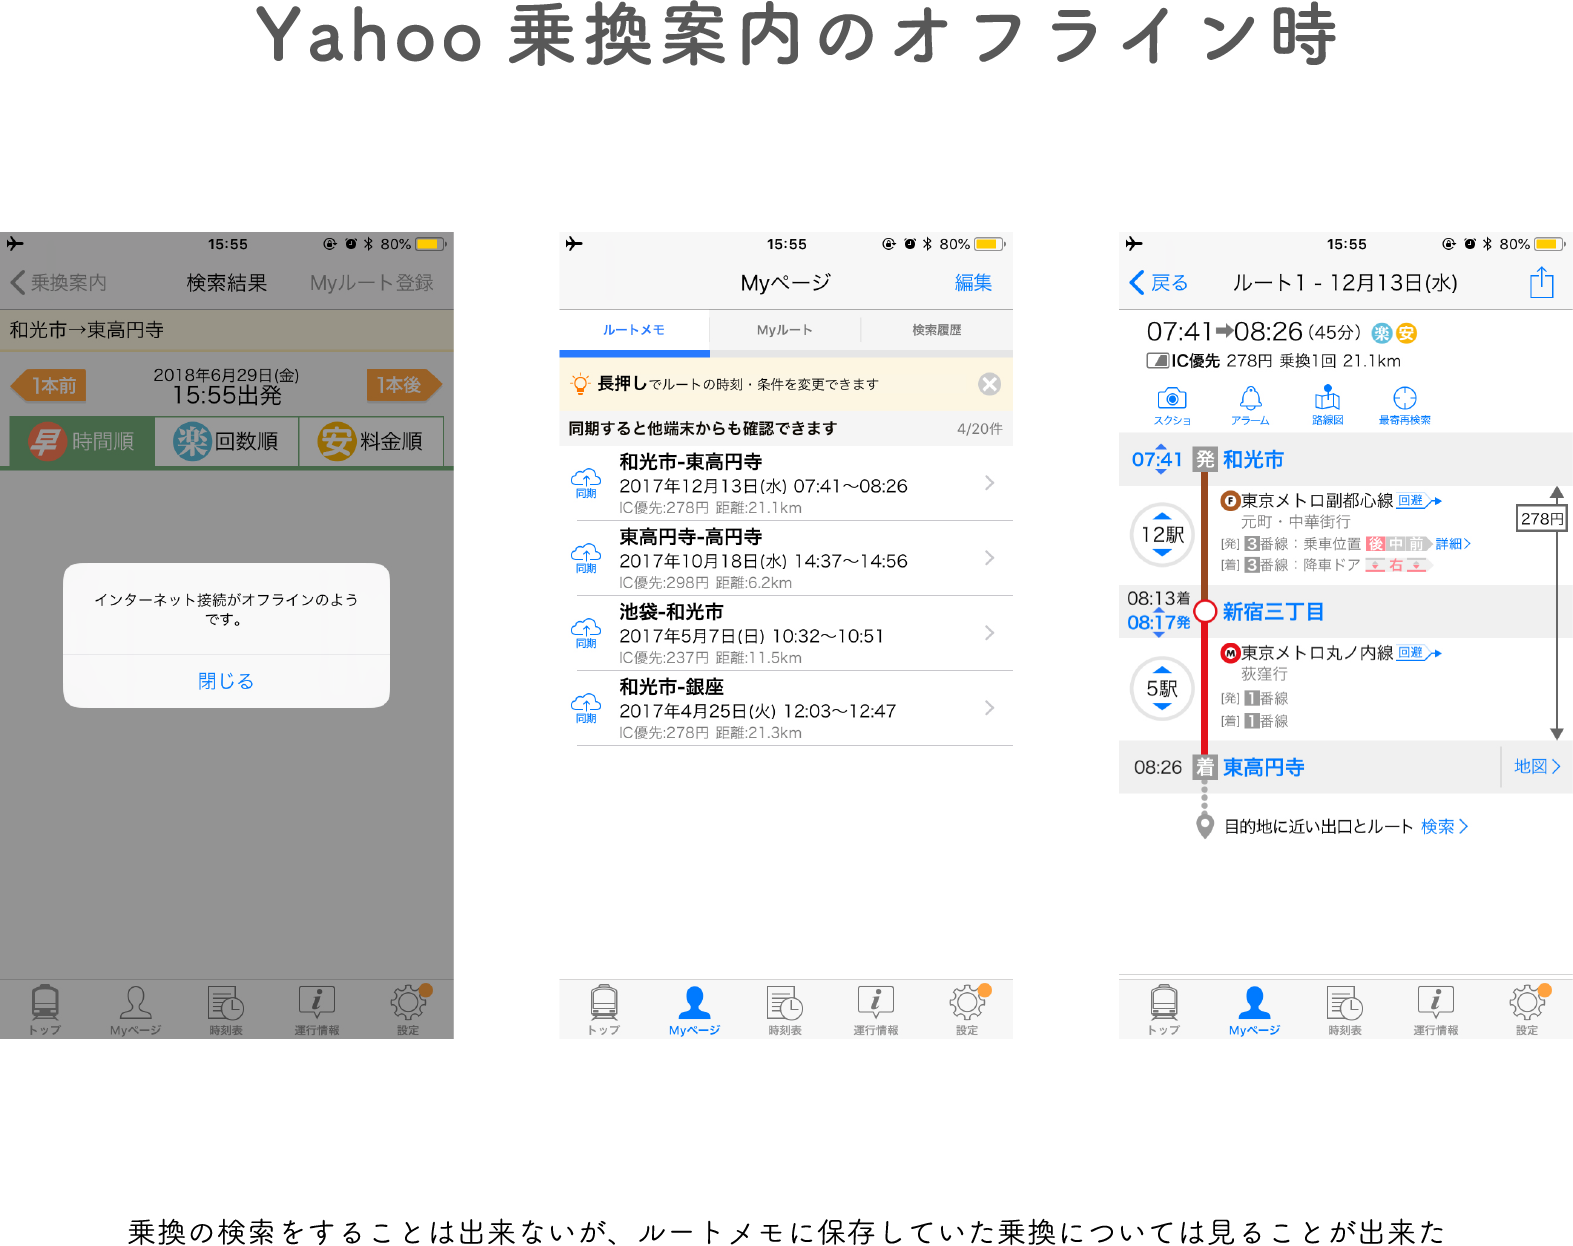 Yahoo 乗換案内のオフライン時
15:55
80%
乗換案内
検索結果
Myルート登録
和光市→東高円寺
1本前
2018年6月29日(金)
15:55出発
1本後
早 時間順
楽 回数順
安 料金順
インターネット接続がオフラインのよう
です。
閉じる
トップ
Myページ
時刻表
運行情報
設定
15:55
80%
Myページ
編集
ルートメモ
Myルート
検索履歴
長押しでルートの時刻・条件を変更できます
同期すると他端末からも確認できます
4/20件
和光市-東高円寺
同期
2017年12月13日(水) 07:41〜08:26
IC優先:278円 距離:21.1km
東高円寺-高円寺
同期
2017年10月18日(水) 14:37〜14:56
IC優先:298円 距離:6.2km
池袋-和光市
同期
2017年5月7日(日) 10:32〜10:51
IC優先:237円 距離:11.5km
和光市-銀座
同期
2017年4月25日(火) 12:03〜12:47
IC優先:278円 距離:21.3km
トップ
Myページ
時刻表
運行情報
設定
15:55
80%
戻る
ルート1 - 12月13日(水)
07:41➡08:26 (45分) 楽 安
IC優先 278円 乗換1回 21.1km
スクショ
アラーム
路線図
最寄再検索
07:41 発 和光市
F 東京メトロ副都心線 回避
元町・中華街行
12駅
[発] 3番線：乗車位置 後 中 前 詳細
[着] 3番線：降車ドア 右
278円
08:13着
08:17発
新宿三丁目
M 東京メトロ丸ノ内線 回避
荻窪行
5駅
[発] 1番線
[着] 1番線
08:26 着 東高円寺
地図
目的地に近い出口とルート 検索
トップ
Myページ
時刻表
運行情報
設定
乗換の検索をすることは出来ないが、ルートメモに保存していた乗換については見ることが出来た